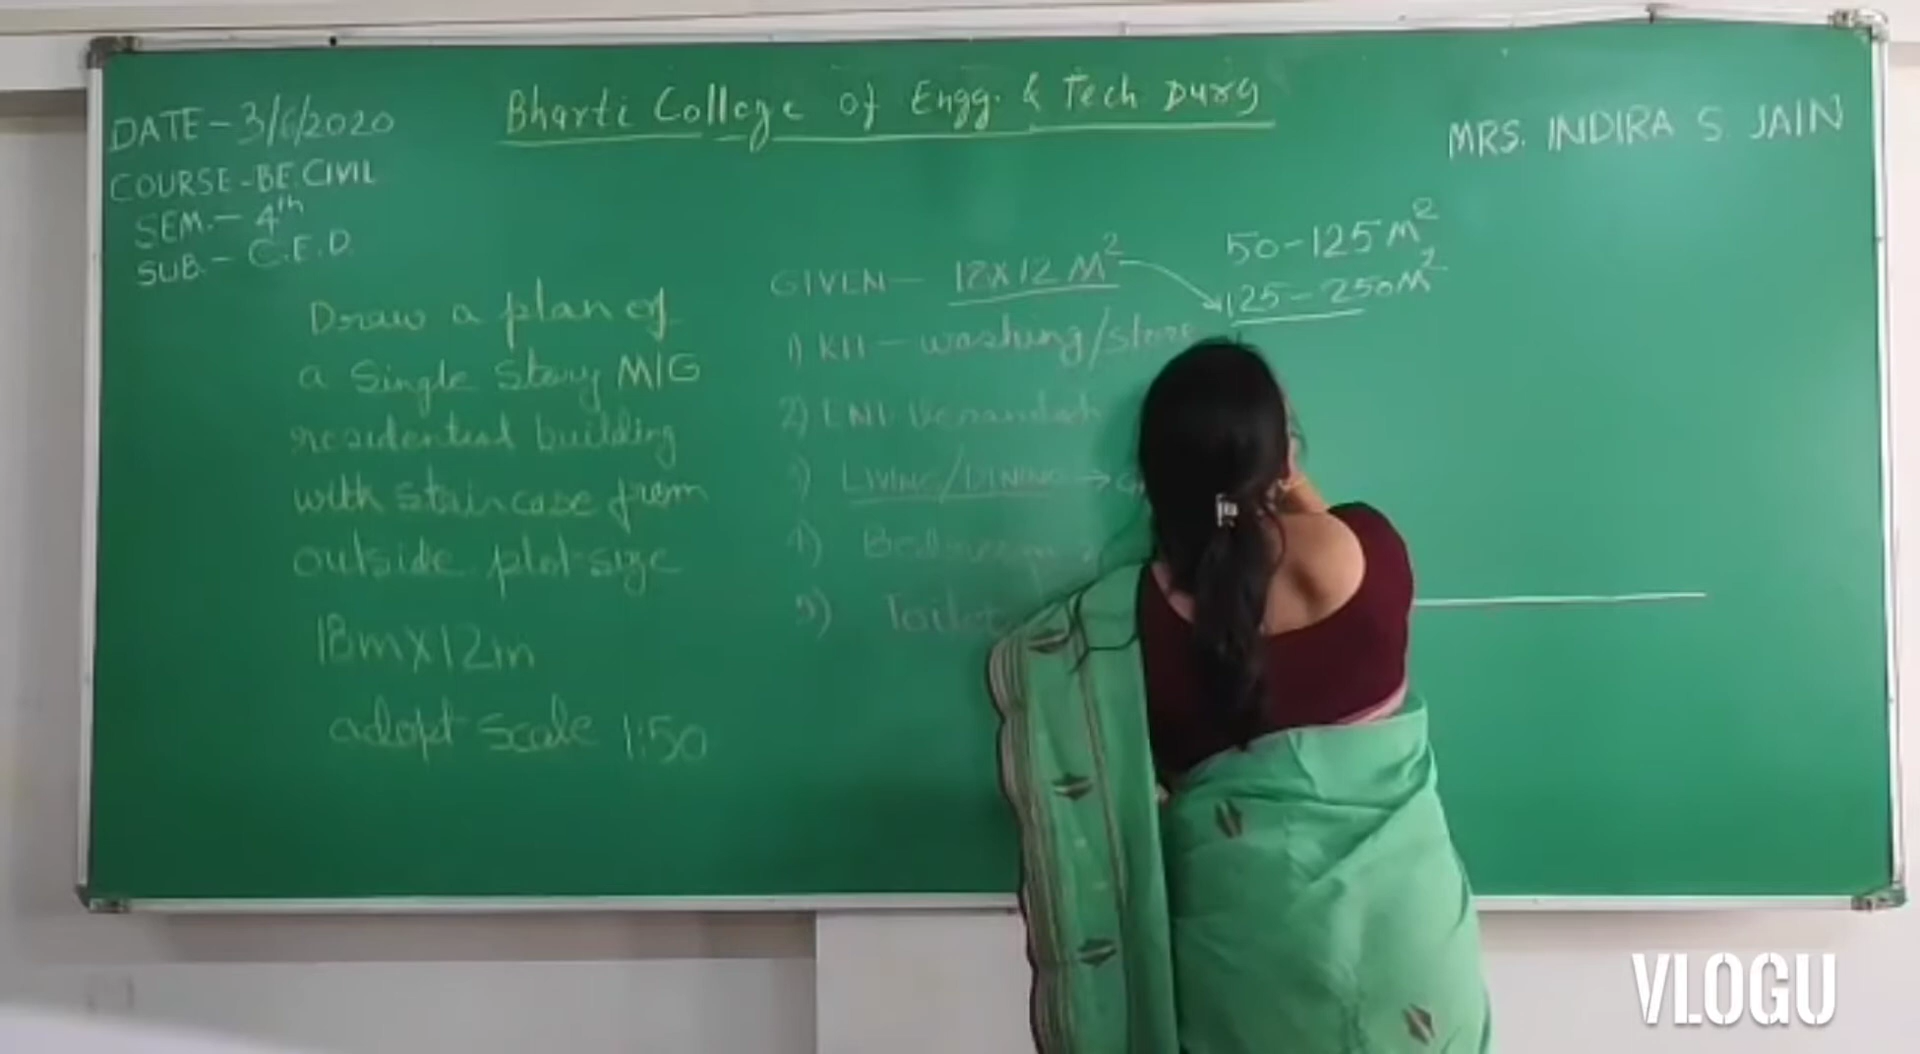 Bharti College of Engg. & Tech Durg
DATE - 3/6/2020
COURSE - BE. CIVIL
SEM. - 4th
SUB. - C.E.D.
MRS. INDIRA S JAIN
Draw a plan of
a Single Story MIG
residential building
with staircase from
outside plot size
18m X 12m
adopt scale 1:50
GIVEN - 18 X 12 M²
50 - 125 M²
125 - 250 M²
1) KIT - washing/store
2) ENT. Verandah
3) LIVING/DINING →
4) Bedroom
5) Toilet
VLOGU